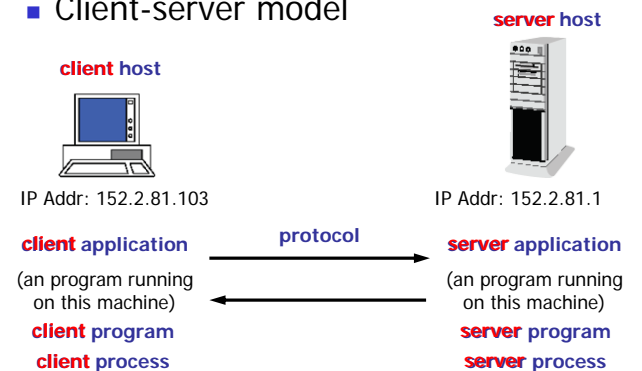 Client-server model
server host
client host
IP Addr: 152.2.81.103
IP Addr: 152.2.81.1
client application
protocol
server application
(an program running
on this machine)
(an program running
on this machine)
client program
server program
client process
server process